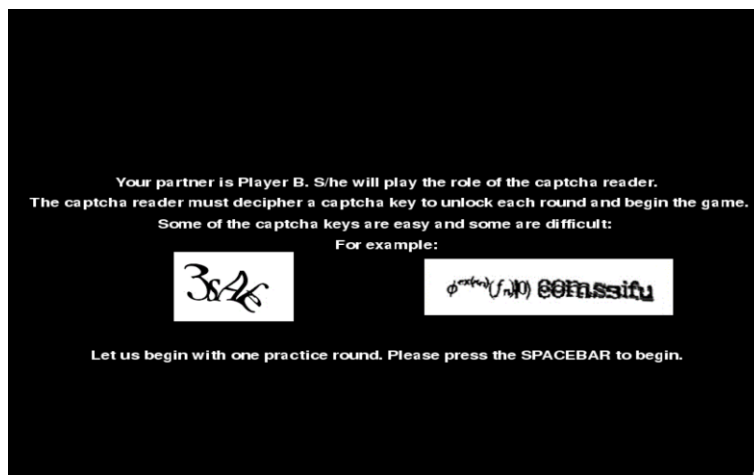 Your partner is Player B. S/he will play the role of the captcha reader.
The captcha reader must decipher a captcha key to unlock each round and begin the game.
Some of the captcha keys are easy and some are difficult:
For example:
Let us begin with one practice round. Please press the SPACEBAR to begin.